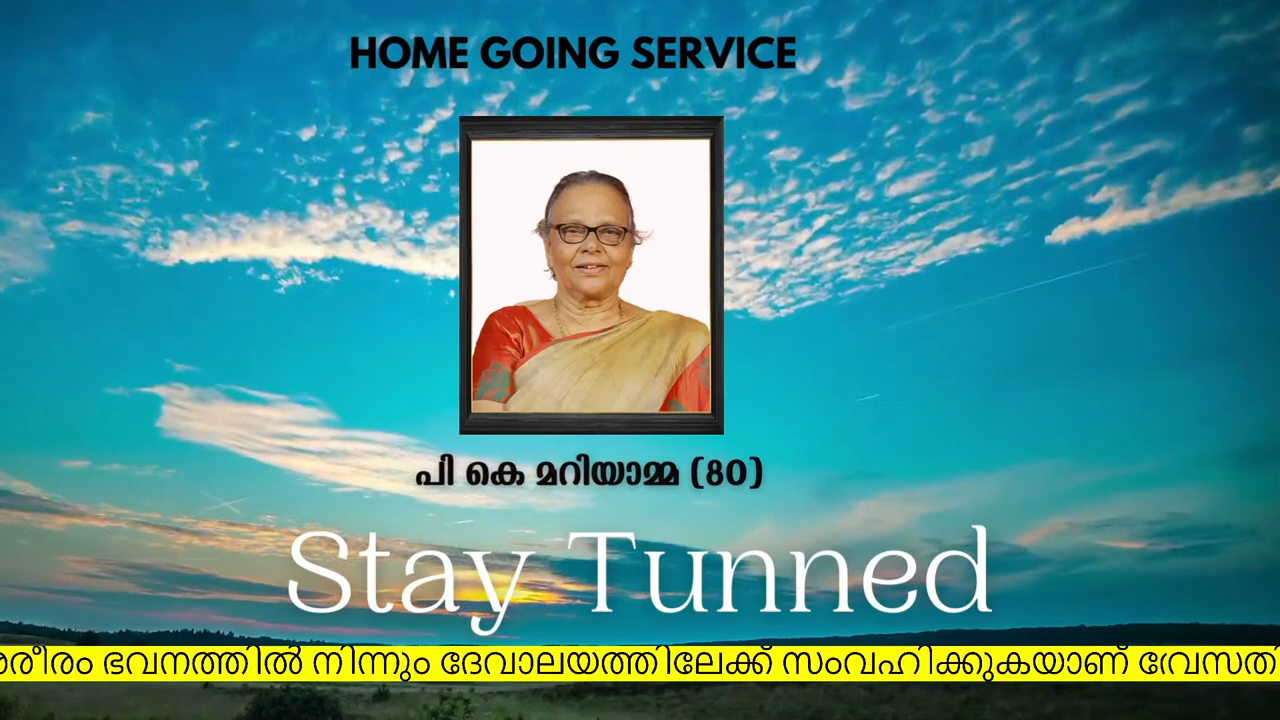 HOME GOING SERVICE
പി കെ മറിയാമ്മ (80)
Stay Tunned
ഭവനത്തിൽ നിന്നും ദേവാലയത്തിലേക്ക് സംവഹിക്കുകയാണ്